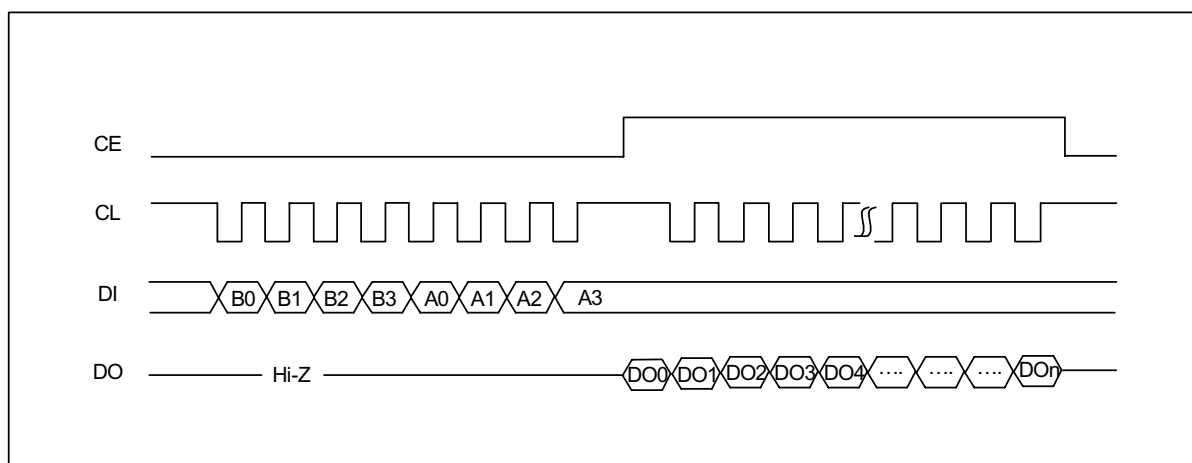 CE
CL
DI B0 B1 B2 B3 A0 A1 A2 A3
DO Hi-Z DO0 DO1 DO2 DO3 DO4 .... .... .... DOn